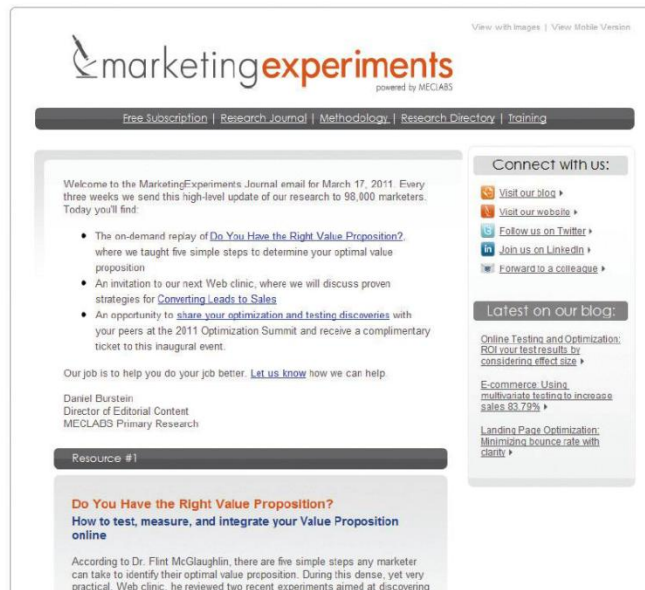 View with Images | View Mobile Version
marketingexperiments
powered by MECLABS
Free Subscription | Research Journal | Methodology | Research Directory | Training
Welcome to the MarketingExperiments Journal email for March 17, 2011. Every
three weeks we send this high-level update of our research to 98,000 marketers.
Today you'll find:
• The on-demand replay of Do You Have the Right Value Proposition?,
where we taught five simple steps to determine your optimal value
proposition
• An invitation to our next Web clinic, where we will discuss proven
strategies for Converting Leads to Sales
• An opportunity to share your optimization and testing discoveries with
your peers at the 2011 Optimization Summit and receive a complimentary
ticket to this inaugural event.
Our job is to help you do your job better. Let us know how we can help.
Daniel Burstein
Director of Editorial Content
MECLABS Primary Research
Resource #1
Do You Have the Right Value Proposition?
How to test, measure, and integrate your Value Proposition
online
According to Dr. Flint McGlaughlin, there are five simple steps any marketer
can take to identify their optimal value proposition. During this dense, yet very
practical, Web clinic, he reviewed two recent experiments aimed at discovering
Connect with us:
Visit our blog
Visit our website
Follow us on Twitter
in Join us on LinkedIn
Forward to a colleague
Latest on our blog:
Online Testing and Optimization:
ROI your test results by
considering effect size
E-commerce: Using
multivariate testing to increase
sales 83.79%
Landing Page Optimization:
Minimizing bounce rate with
clarity